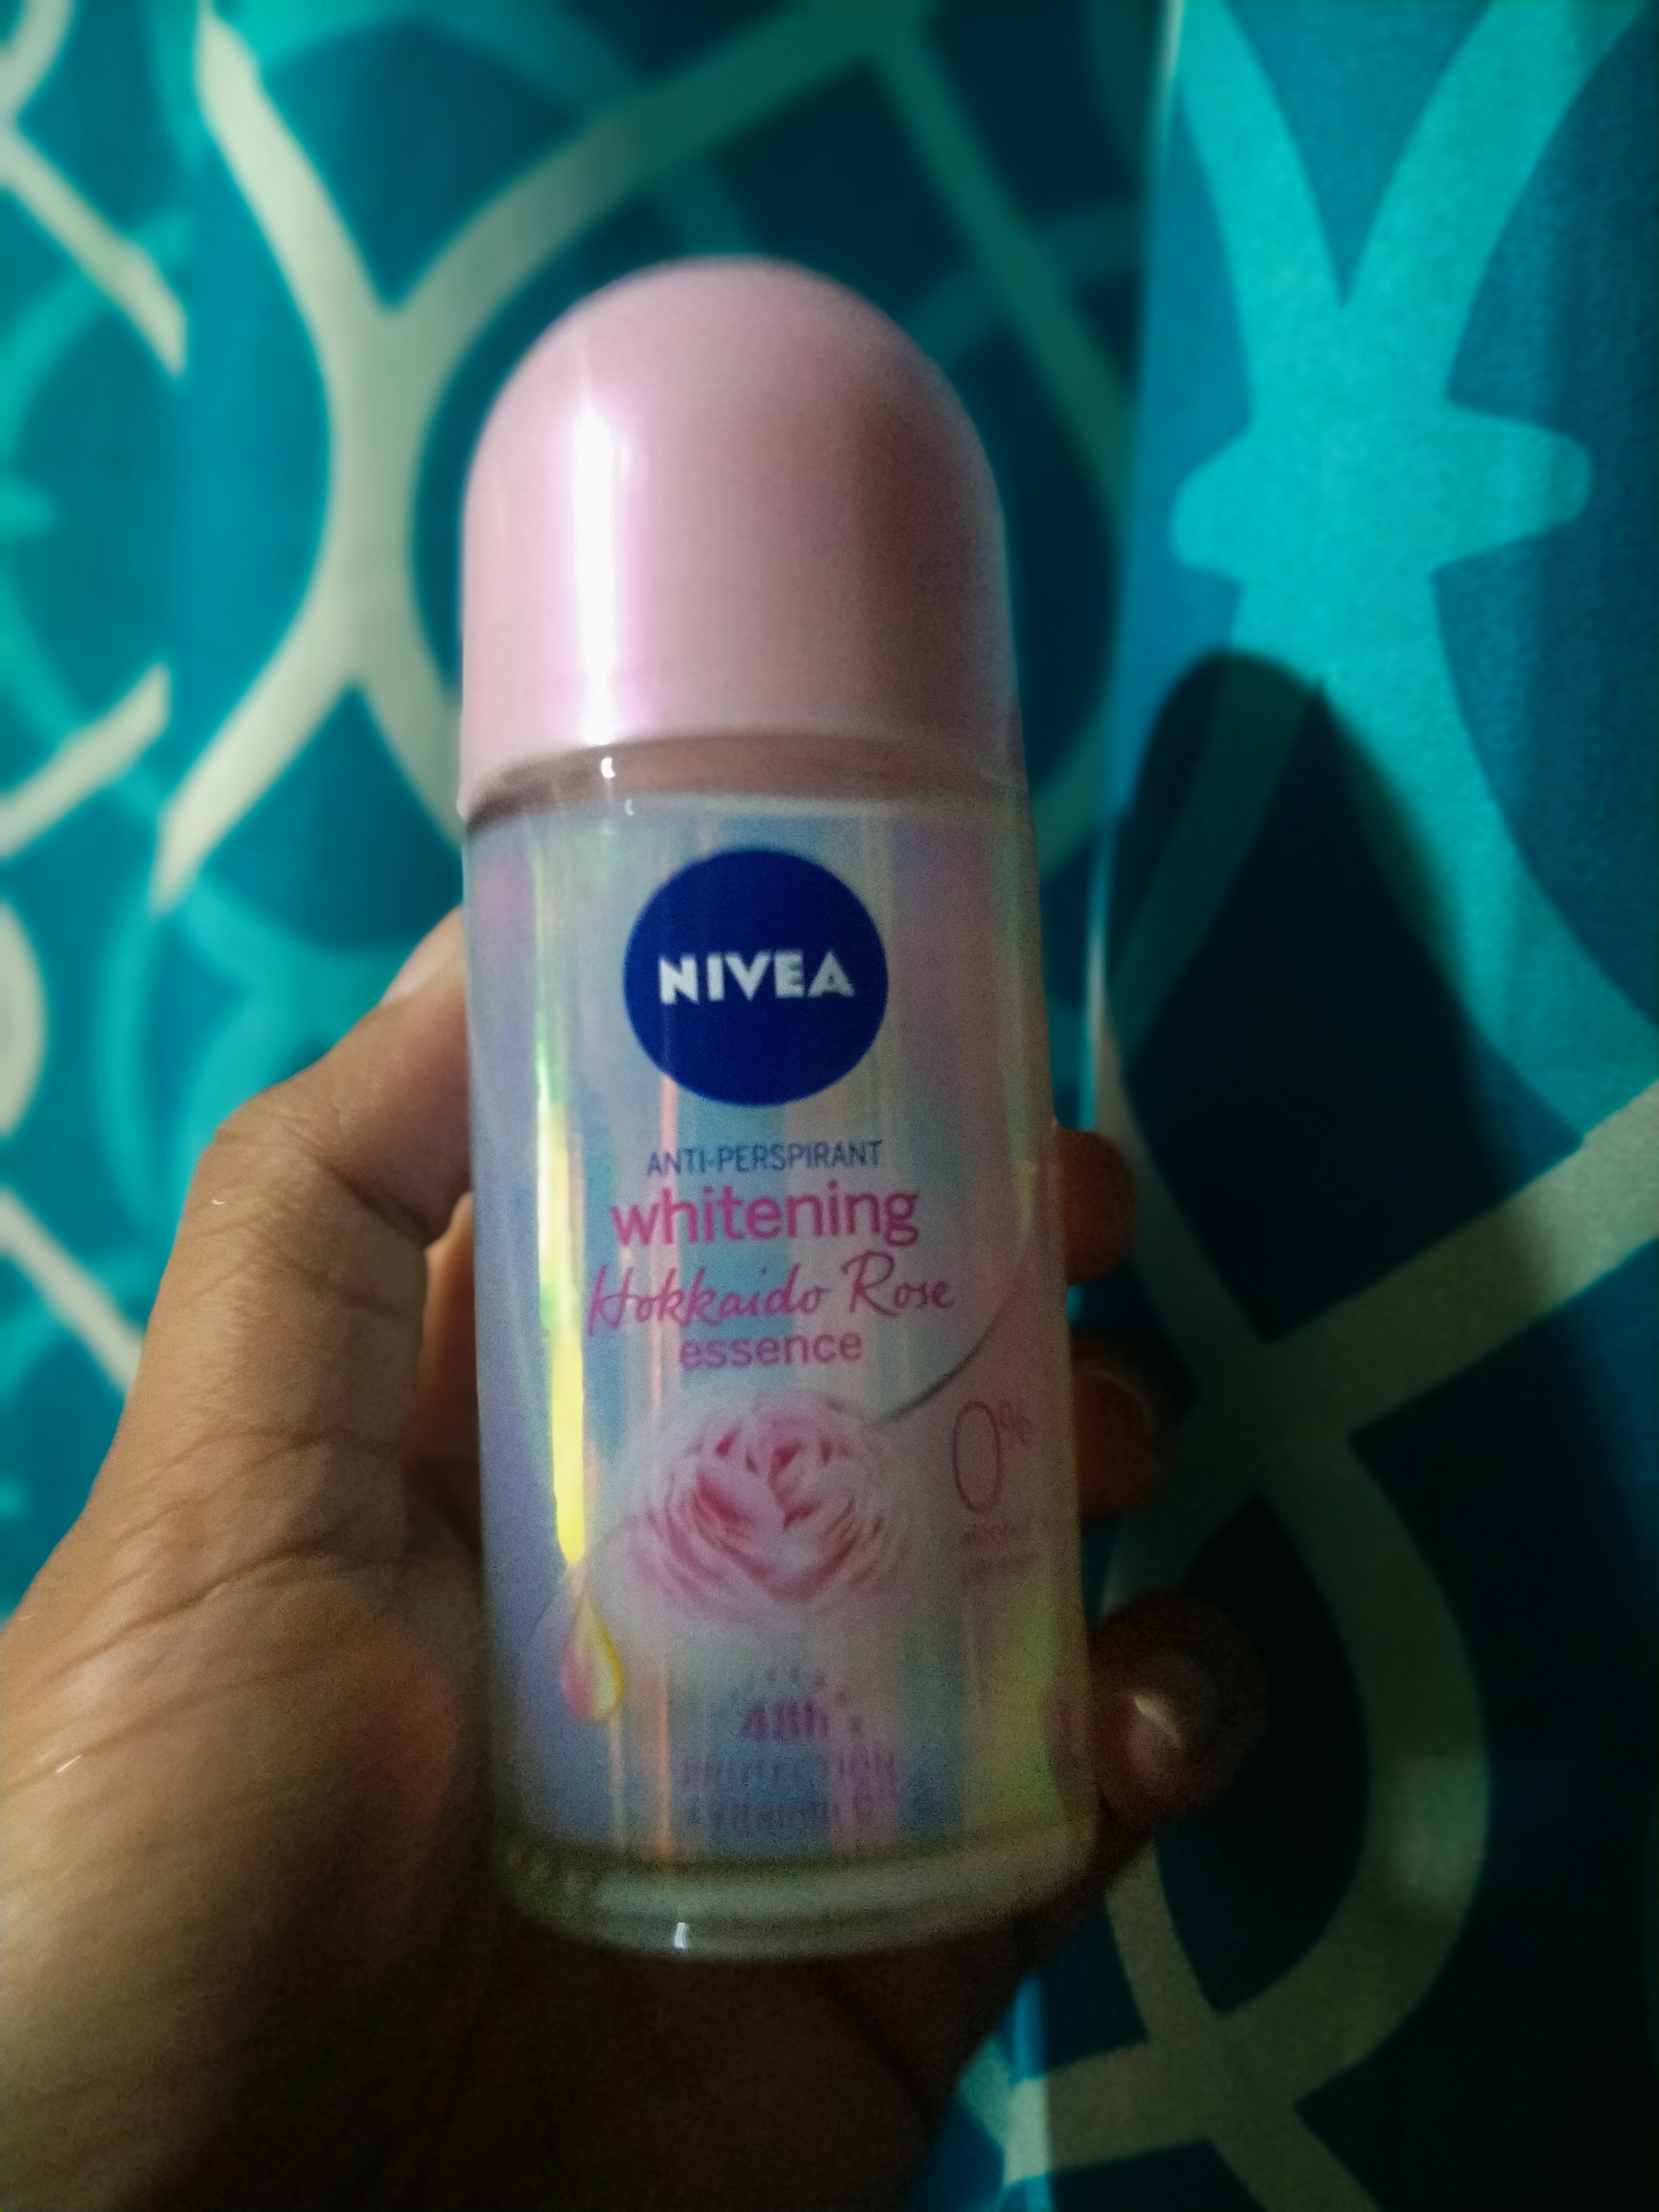 NIVEA
ANTI-PERSPIRANT
whitening
Hokkaido Rose
essence
0%
48h
PROTECTION